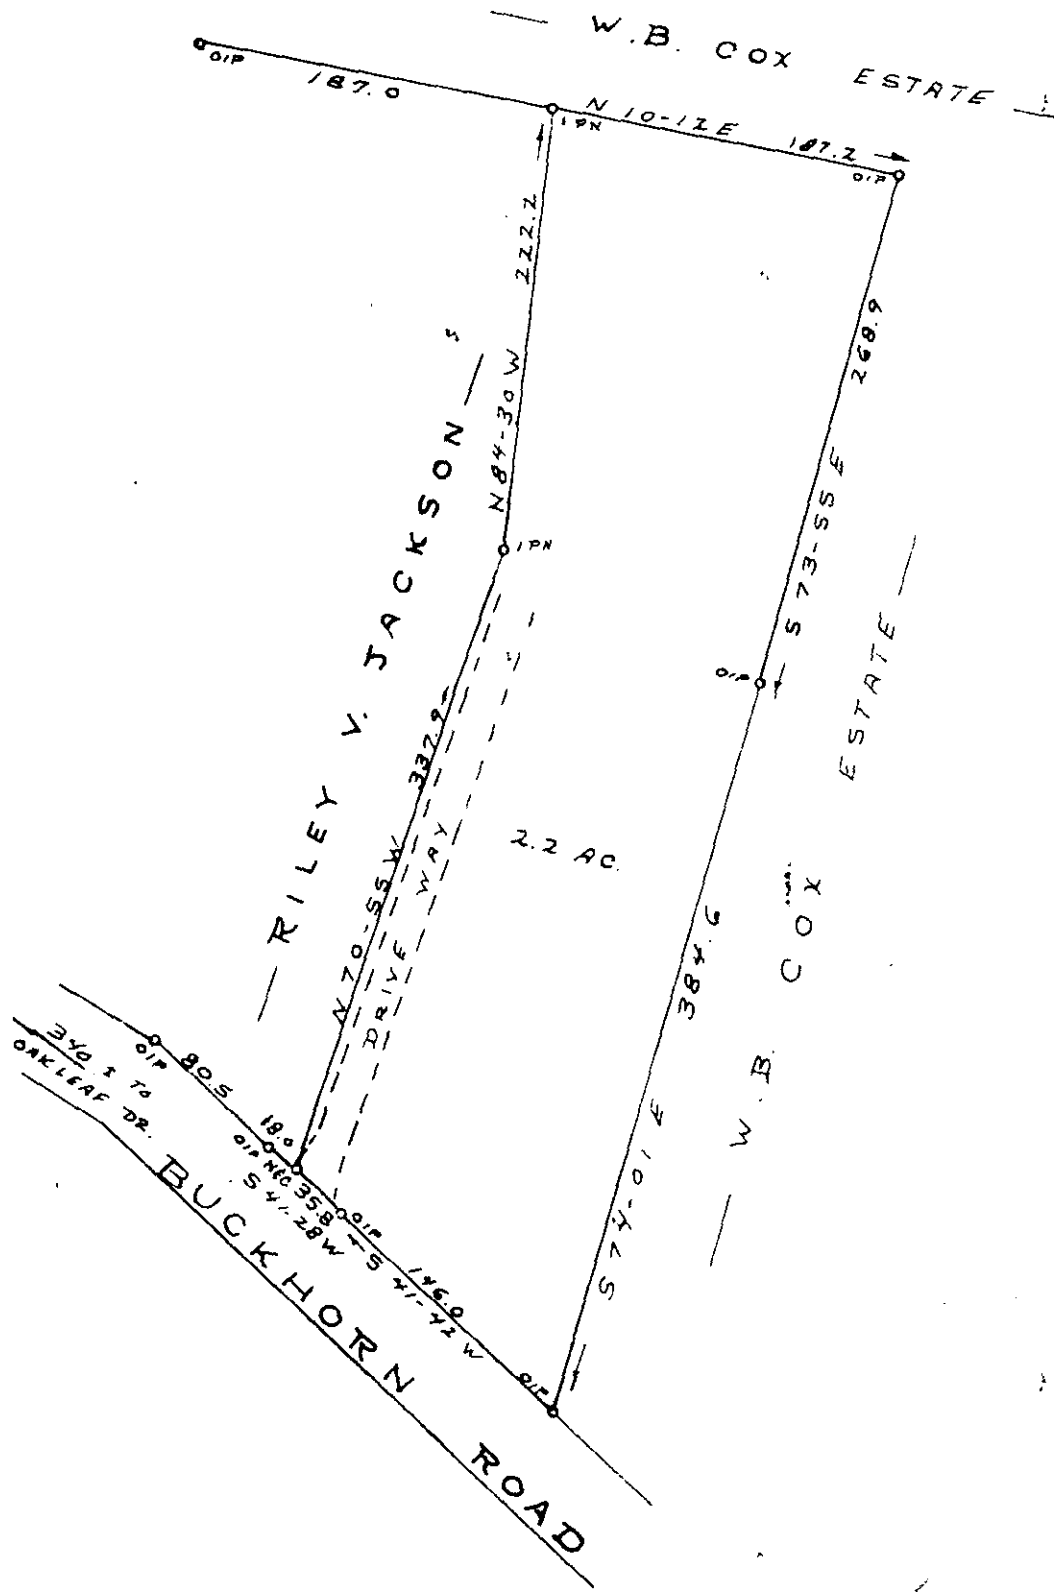 W.B. COX ESTATE
OIP
187.0
IPN
N 10-12 E
187.2
OIP
222.2
N 84-30 W
IPN
268.9
S 73-55 E
OIP
RILEY V. JACKSON
337.9
N 70-55 W
DRIVE WAY
2.2 AC.
384.6
S 74-01 E
W.B. COX ESTATE
OIP
80.5
340 ± TO
OAKLEAF DR.
18.0
OIP
N&C
35.8
S 41-28 W
OIP
146.0
S 41-42 W
OIP
BUCKHORN ROAD